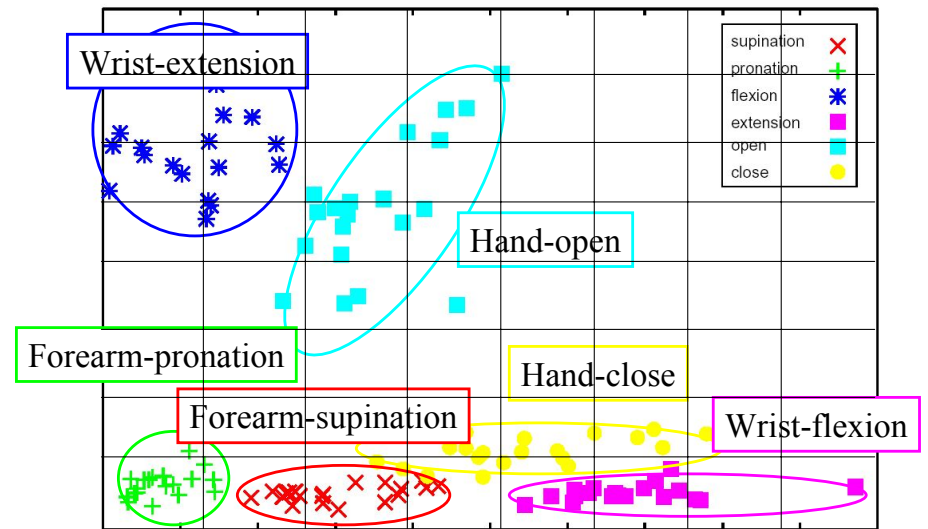 Wrist-extension
supination
pronation
flexion
extension
open
close
Hand-open
Forearm-pronation
Hand-close
Forearm-supination
Wrist-flexion